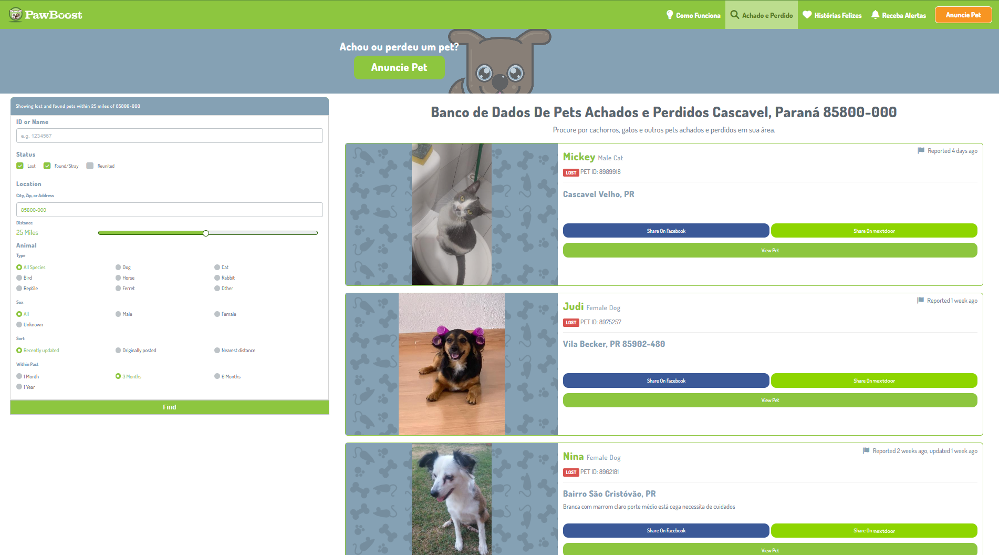 PawBoost
Como Funciona
Achado e Perdido
Histórias Felizes
Receba Alertas
Anuncie Pet
Achou ou perdeu um pet?
Anuncie Pet
Showing lost and found pets within 25 miles of 85800-000
ID or Name
e.g. 1234567
Status
Lost Found/Stray Reunited
Location
City, Zip, or Address
85800-000
Distance
25 Miles
Animal
Type
All Species Dog Cat
Bird Horse Rabbit
Reptile Ferret Other
Sex
All Male Female
Unknown
Sort
Recently updated Originally posted Nearest distance
Within Past
1 Month 3 Months 6 Months
1 Year
Find
Banco de Dados De Pets Achados e Perdidos Cascavel, Paraná 85800-000
Procure por cachorros, gatos e outros pets achados e perdidos em sua área.
Reported 4 days ago
Mickey Male Cat
LOST PET ID: 8989918
Cascavel Velho, PR
Share On Facebook Share On nextdoor
View Pet
Reported 1 week ago
Judi Female Dog
LOST PET ID: 8975257
Vila Becker, PR 85902-480
Share On Facebook Share On nextdoor
View Pet
Reported 2 weeks ago, updated 1 week ago
Nina Female Dog
LOST PET ID: 8962181
Bairro São Cristóvão, PR
Branca com marrom claro porte médio está cega necessita de cuidados
Share On Facebook Share On nextdoor
View Pet